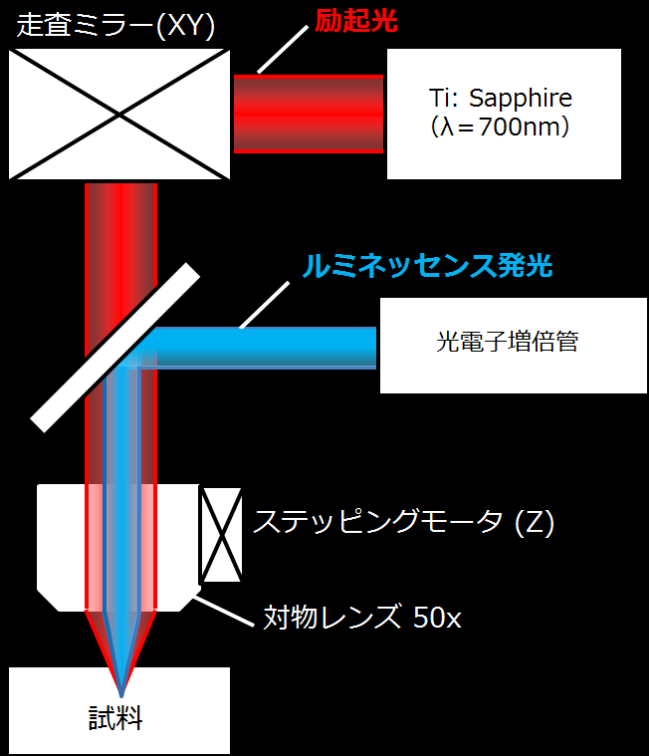 走査ミラー(XY)
励起光
Ti: Sapphire
(λ=700nm)
ルミネッセンス発光
光電子増倍管
ステッピングモータ (Z)
対物レンズ 50x
試料